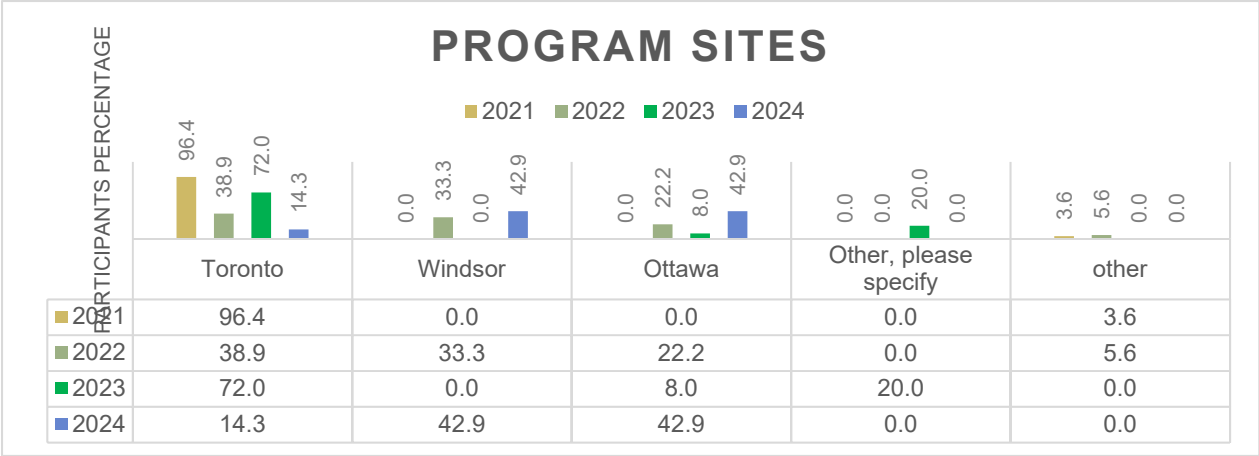 PROGRAM SITES
2021 2022 2023 2024
PARTICIPANTS PERCENTAGE
96.4 38.9 72.0 14.3 0.0 33.3 0.0 42.9 0.0 22.2 8.0 42.9 0.0 0.0 20.0 0.0 3.6 5.6 0.0 0.0
Toronto Windsor Ottawa Other, please specify other
2021 96.4 0.0 0.0 0.0 3.6
2022 38.9 33.3 22.2 0.0 5.6
2023 72.0 0.0 8.0 20.0 0.0
2024 14.3 42.9 42.9 0.0 0.0